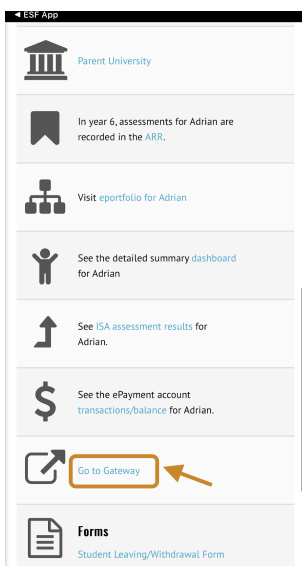 ◄ ESF App
Parent University
In year 6, assessments for Adrian are
recorded in the ARR.
Visit eportfolio for Adrian
See the detailed summary dashboard
for Adrian
See ISA assessment results for
Adrian.
See the ePayment account
transactions/balance for Adrian.
Go to Gateway
Forms
Student Leaving/Withdrawal Form